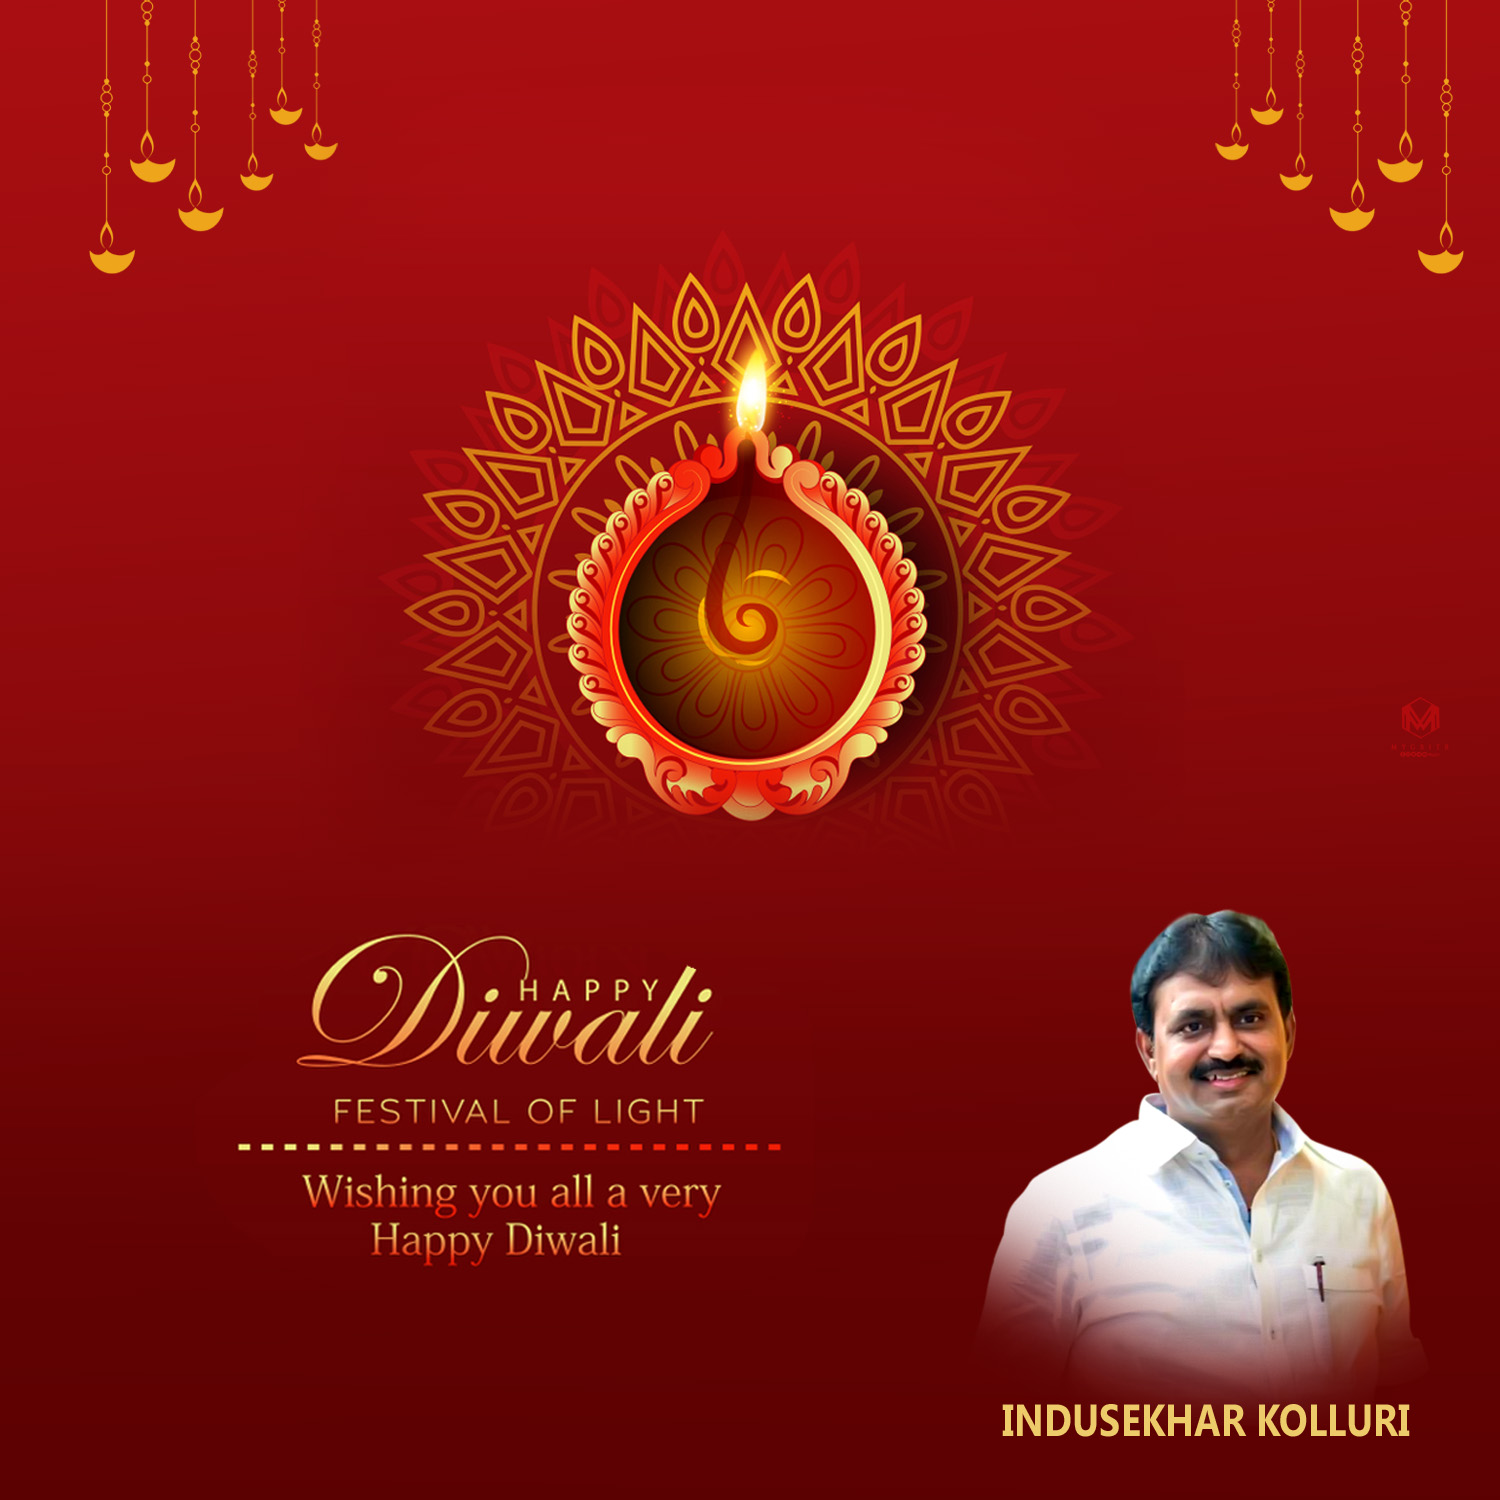 HAPPY
Diwali
FESTIVAL OF LIGHT
Wishing you all a very
Happy Diwali
INDUSEKHAR KOLLURI